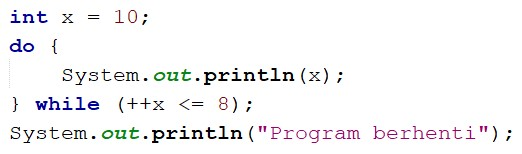 int x = 10;
do {
    System.out.println(x);
} while (++x <= 8);
System.out.println("Program berhenti");